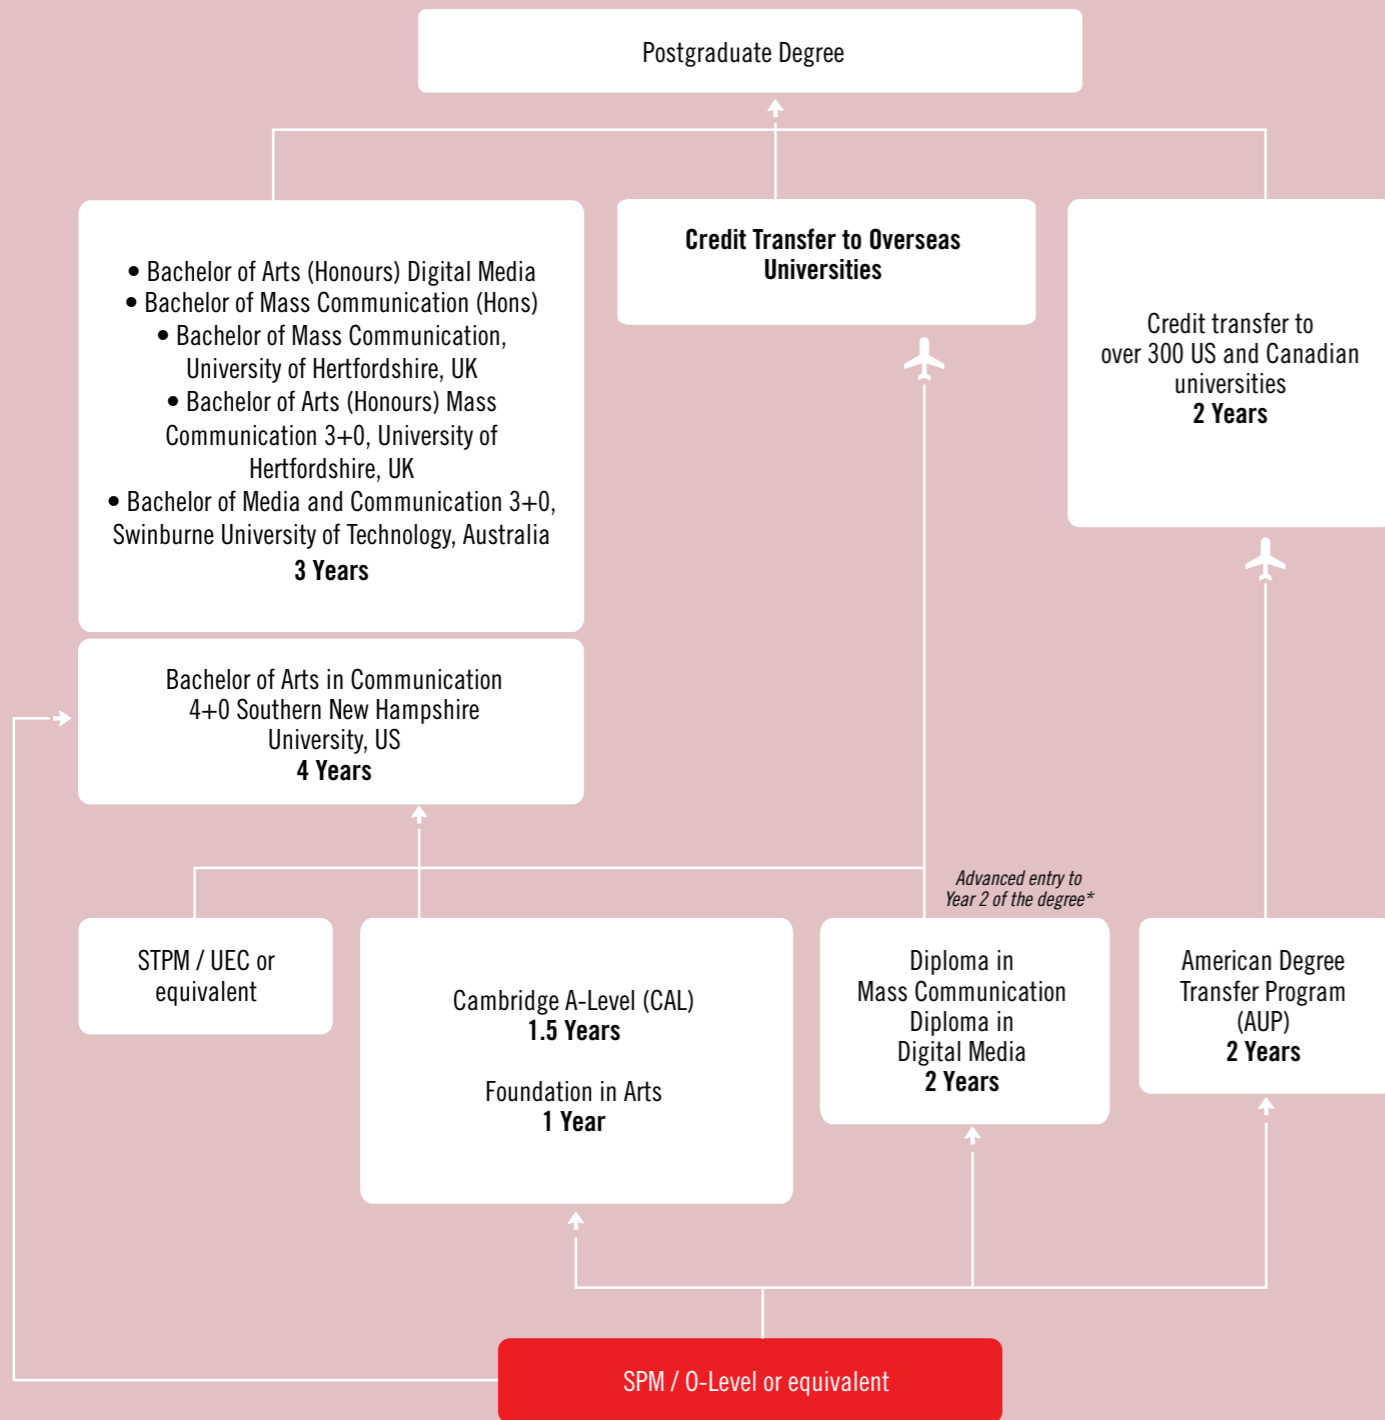 Postgraduate Degree
• Bachelor of Arts (Honours) Digital Media
• Bachelor of Mass Communication (Hons)
• Bachelor of Mass Communication,
University of Hertfordshire, UK
• Bachelor of Arts (Honours) Mass
Communication 3+0, University of
Hertfordshire, UK
• Bachelor of Media and Communication 3+0,
Swinburne University of Technology, Australia
3 Years
Credit Transfer to Overseas
Universities
Credit transfer to
over 300 US and Canadian
universities
2 Years
Bachelor of Arts in Communication
4+0 Southern New Hampshire
University, US
4 Years
Advanced entry to
Year 2 of the degree*
STPM / UEC or
equivalent
Cambridge A-Level (CAL)
1.5 Years
Foundation in Arts
1 Year
Diploma in
Mass Communication
Diploma in
Digital Media
2 Years
American Degree
Transfer Program
(AUP)
2 Years
SPM / O-Level or equivalent